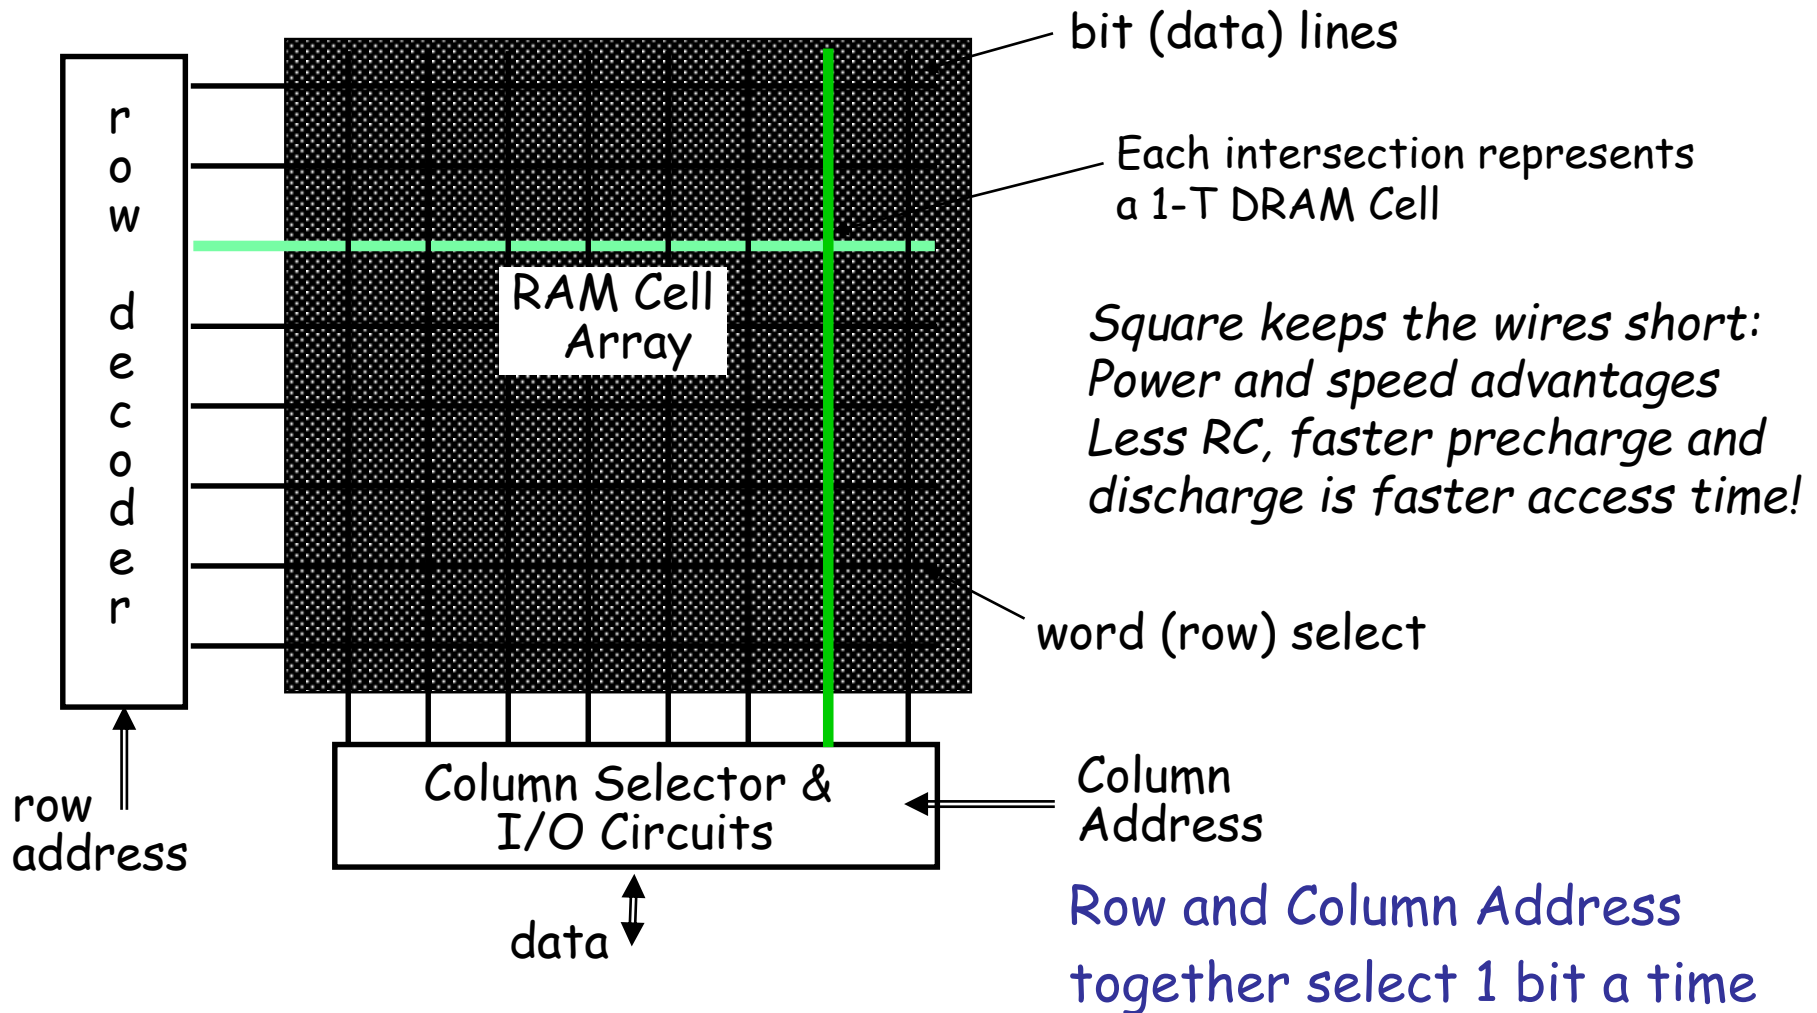 bit (data) lines
row decoder
Each intersection represents
a 1-T DRAM Cell
RAM Cell
Array
Square keeps the wires short:
Power and speed advantages
Less RC, faster precharge and
discharge is faster access time!
word (row) select
Column Selector &
I/O Circuits
Column
Address
row
address
data
Row and Column Address
together select 1 bit a time